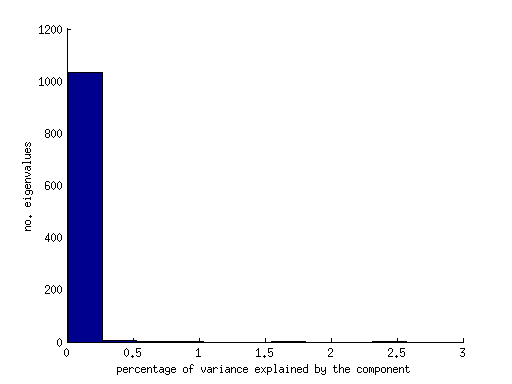 1200
1000
800
600
400
200
0
no. eigenvalues
0 0.5 1 1.5 2 2.5 3
percentage of variance explained by the component